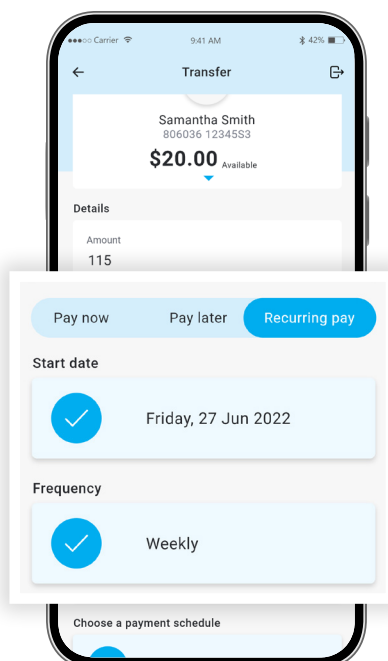 Carrier 9:41 AM 42%
Transfer
Samantha Smith
806036 12345S3
$20.00 Available
Details
Amount
115
Pay now Pay later Recurring pay
Start date
Friday, 27 Jun 2022
Frequency
Weekly
Choose a payment schedule